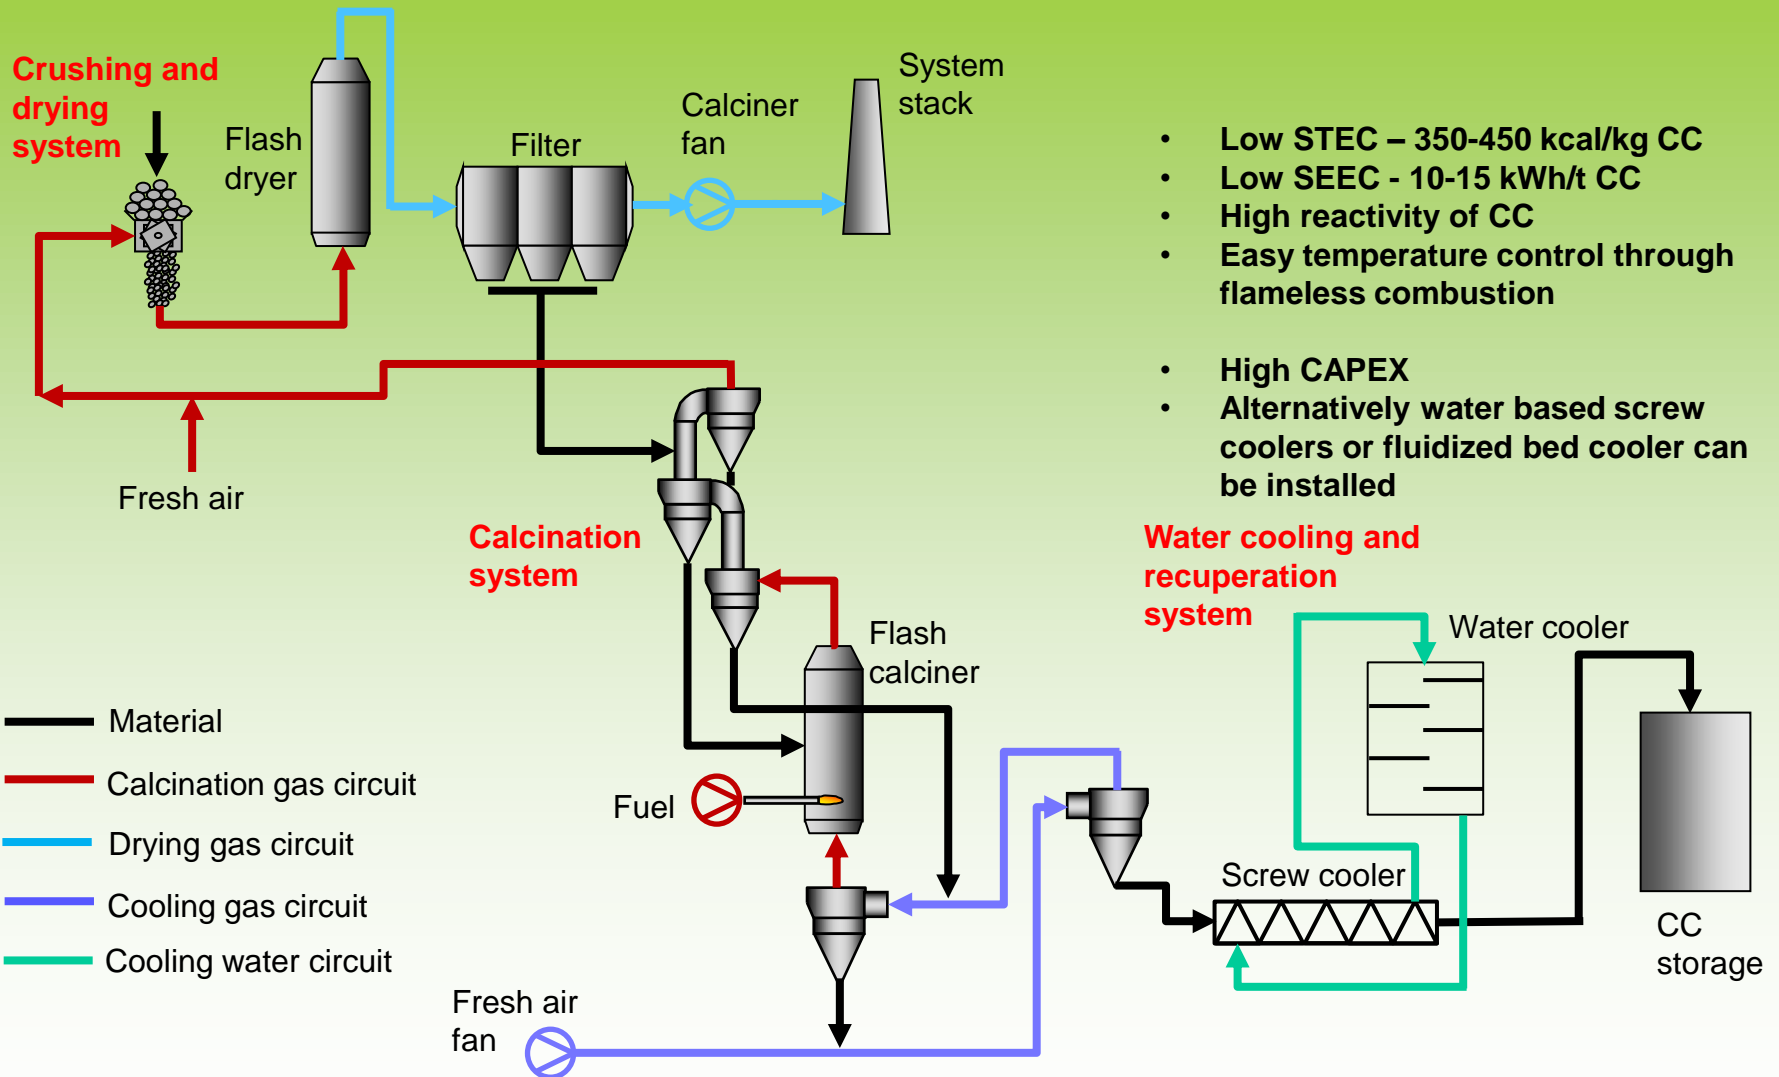 Crushing and
drying
system
Flash
dryer
Filter
Calciner
fan
System
stack
• Low STEC – 350-450 kcal/kg CC
• Low SEEC - 10-15 kWh/t CC
• High reactivity of CC
• Easy temperature control through
flameless combustion
• High CAPEX
• Alternatively water based screw
coolers or fluidized bed cooler can
be installed
Fresh air
Calcination
system
Water cooling and
recuperation
system
Water cooler
Flash
calciner
Material
Calcination gas circuit
Drying gas circuit
Cooling gas circuit
Cooling water circuit
Fuel
Screw cooler
CC
storage
Fresh air
fan